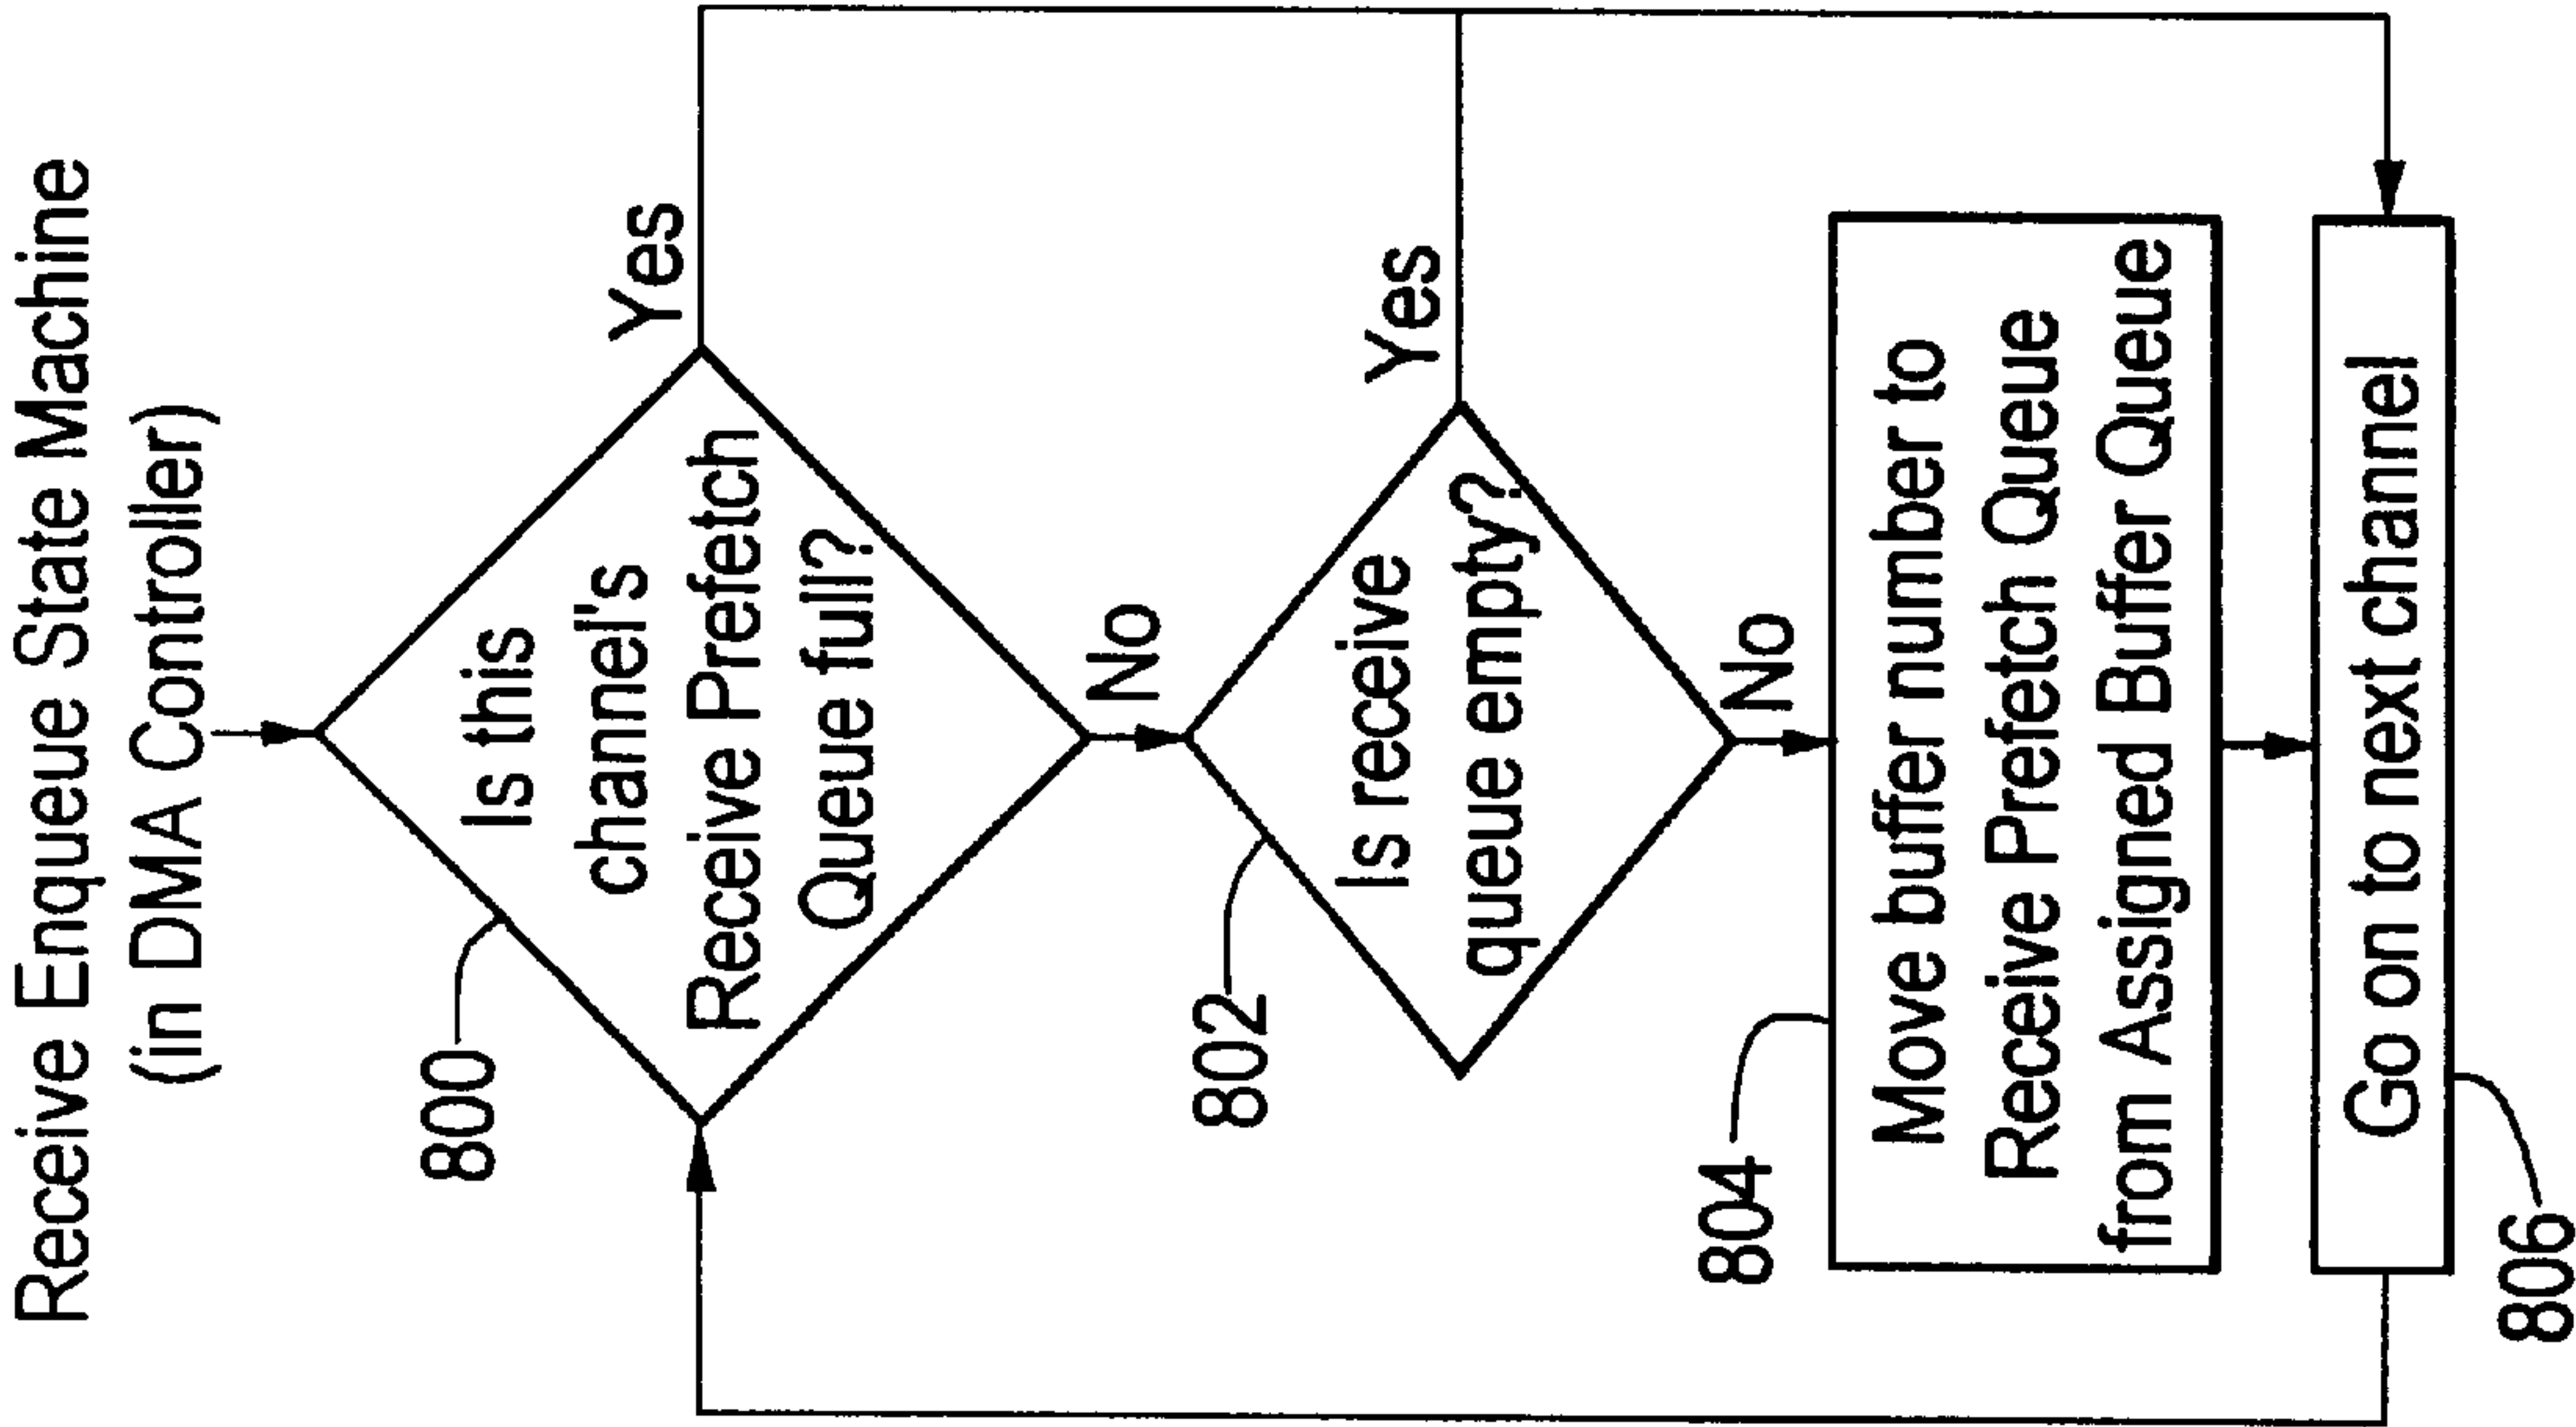 Receive Enqueue State Machine
(in DMA Controller)
800
Is this
channel's
Receive Prefetch
Queue full?
Yes
No
802
Is receive
queue empty?
Yes
No
804
Move buffer number to
Receive Prefetch Queue
from Assigned Buffer Queue
Go on to next channel
806